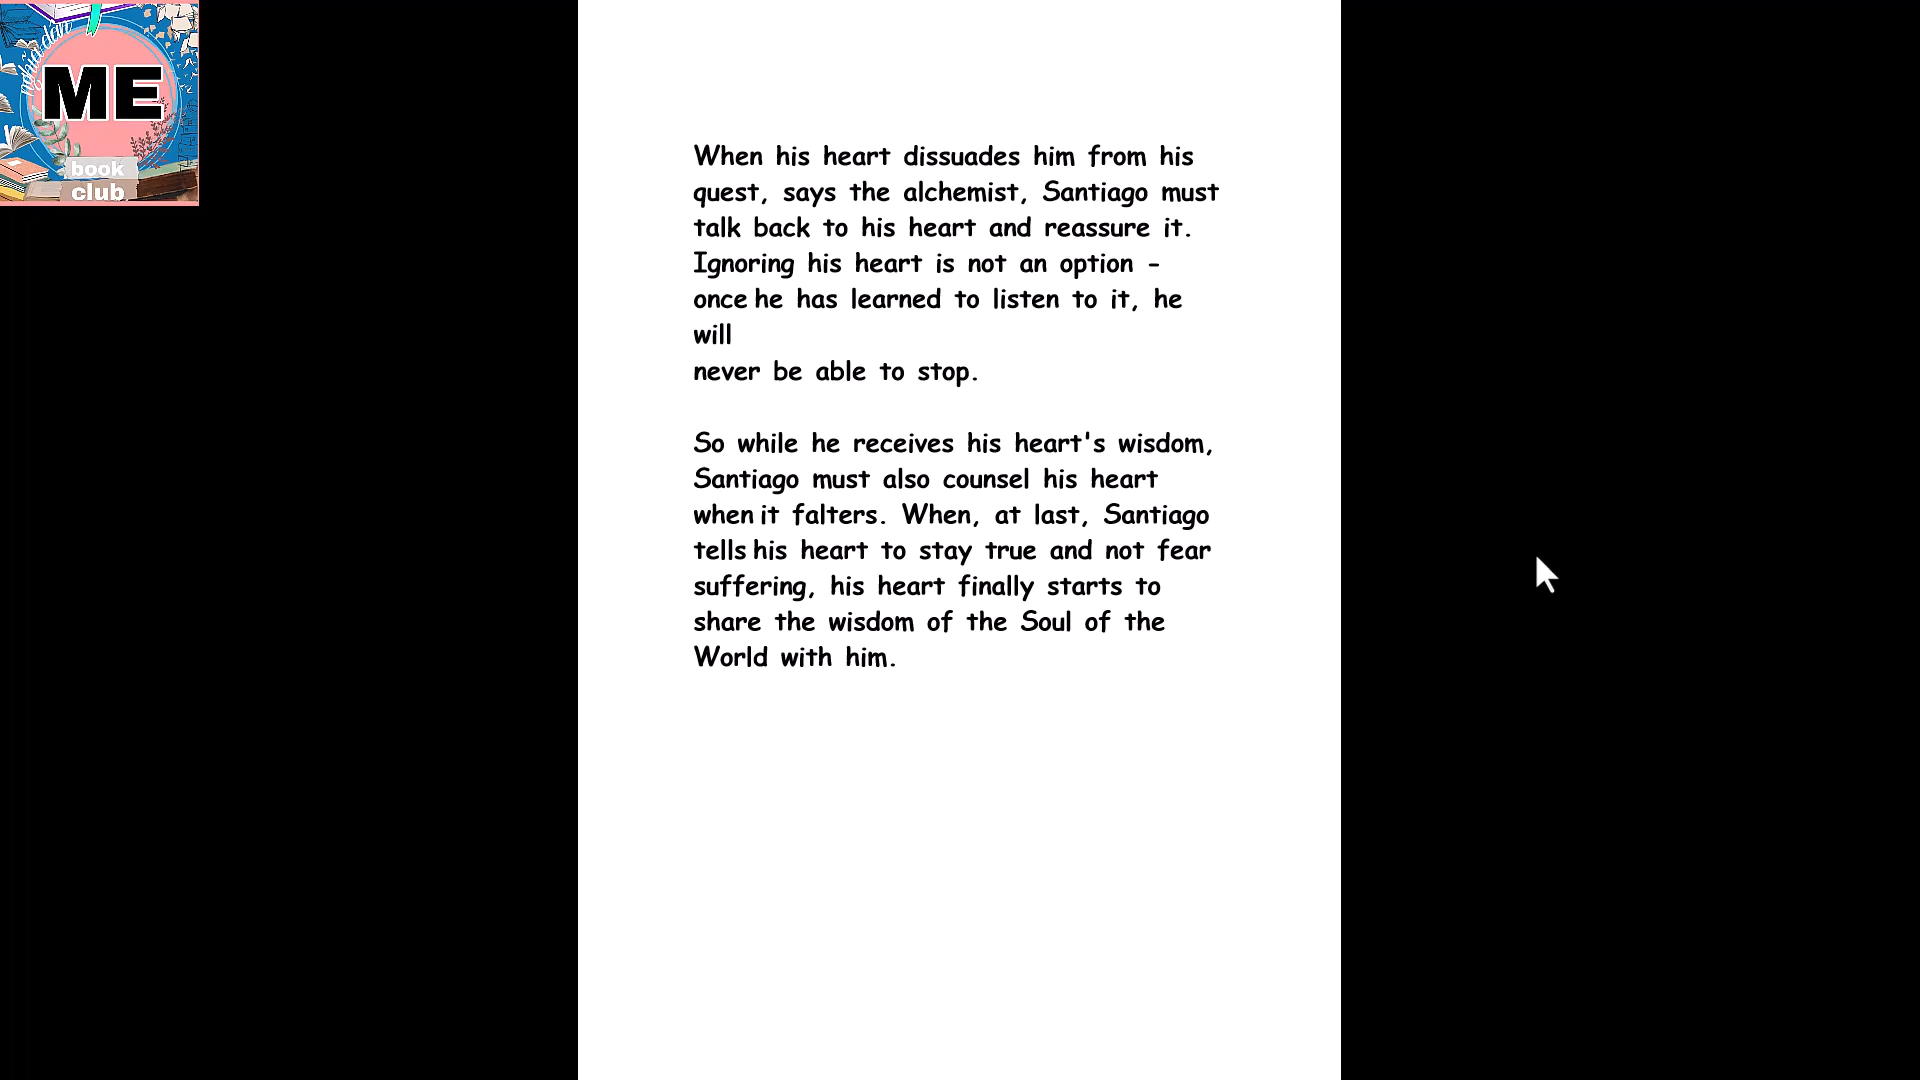 ME
book
club
When his heart dissuades him from his
quest, says the alchemist, Santiago must
talk back to his heart and reassure it.
Ignoring his heart is not an option -
once he has learned to listen to it, he
will
never be able to stop.
So while he receives his heart's wisdom,
Santiago must also counsel his heart
when it falters. When, at last, Santiago
tells his heart to stay true and not fear
suffering, his heart finally starts to
share the wisdom of the Soul of the
World with him.